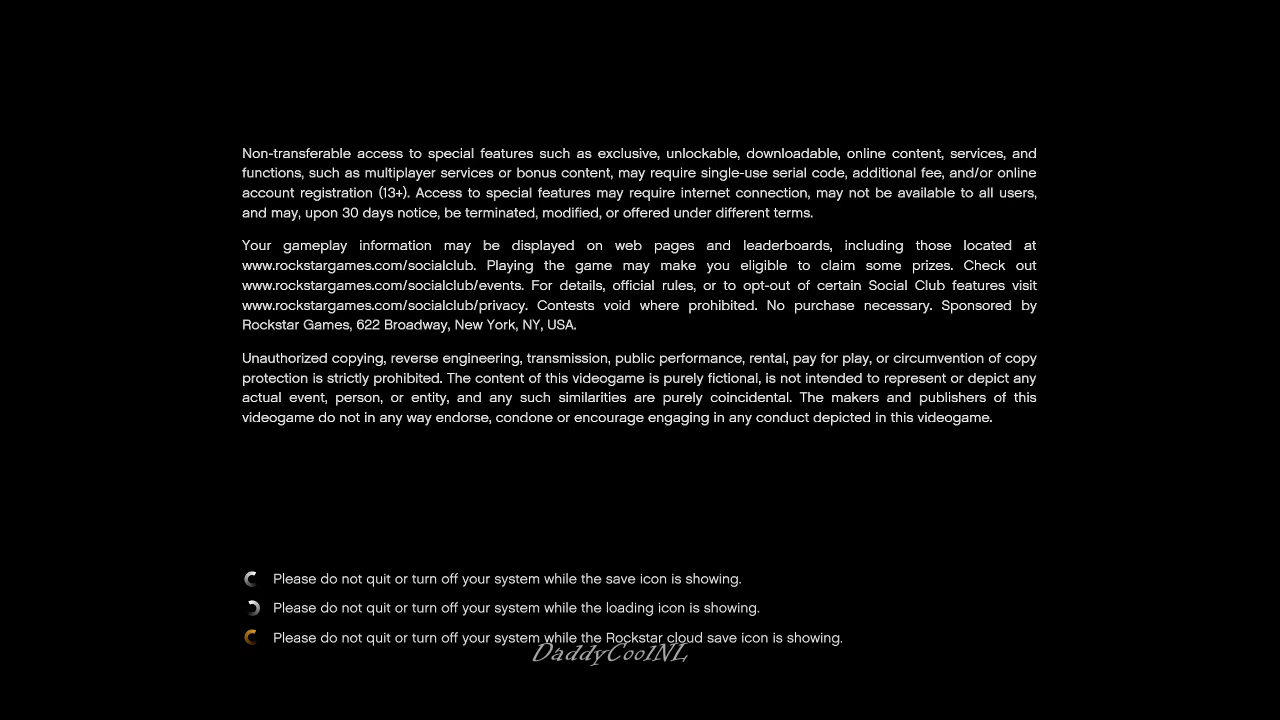 Non-transferable access to special features such as exclusive, unlockable, downloadable, online content, services, and
functions, such as multiplayer services or bonus content, may require single-use serial code, additional fee, and/or online
account registration (13+). Access to special features may require internet connection, may not be available to all users,
and may, upon 30 days notice, be terminated, modified, or offered under different terms.
Your gameplay information may be displayed on web pages and leaderboards, including those located at
www.rockstargames.com/socialclub. Playing the game may make you eligible to claim some prizes. Check out
www.rockstargames.com/socialclub/events. For details, official rules, or to opt-out of certain Social Club features visit
www.rockstargames.com/socialclub/privacy. Contests void where prohibited. No purchase necessary. Sponsored by
Rockstar Games, 622 Broadway, New York, NY, USA.
Unauthorized copying, reverse engineering, transmission, public performance, rental, pay for play, or circumvention of copy
protection is strictly prohibited. The content of this videogame is purely fictional, is not intended to represent or depict any
actual event, person, or entity, and any such similarities are purely coincidental. The makers and publishers of this
videogame do not in any way endorse, condone or encourage engaging in any conduct depicted in this videogame.
Please do not quit or turn off your system while the save icon is showing.
Please do not quit or turn off your system while the loading icon is showing.
Please do not quit or turn off your system while the Rockstar cloud save icon is showing.
DaddyCoolNL